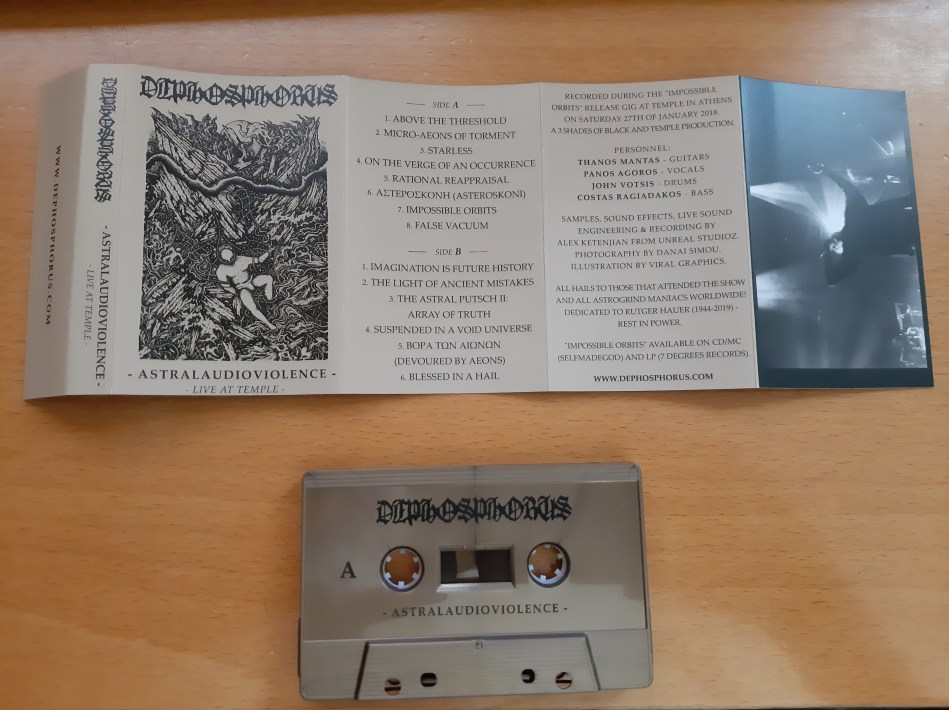 WWW.DEPHOSPHORUS.COM
DEPHOSPHORUS
- ASTRALAUDIOVIOLENCE -
- LIVE AT TEMPLE -
DEPHOSPHORUS
- ASTRALAUDIOVIOLENCE -
- LIVE AT TEMPLE -
SIDE A
1. ABOVE THE THRESHOLD
2. MICRO-AEONS OF TORMENT
3. STARLESS
4. ON THE VERGE OF AN OCCURRENCE
5. RATIONAL REAPPRAISAL
6. ΑΣΤΕΡΟΣΚΟΝΗ (ASTEROSKONI)
7. IMPOSSIBLE ORBITS
8. FALSE VACUUM
SIDE B
1. IMAGINATION IS FUTURE HISTORY
2. THE LIGHT OF ANCIENT MISTAKES
3. THE ASTRAL PUTSCH II:
ARRAY OF TRUTH
4. SUSPENDED IN A VOID UNIVERSE
5. ΒΟΡΑ ΤΩΝ ΑΙΩΝΩΝ
(DEVOURED BY AEONS)
6. BLESSED IN A HAIL
RECORDED DURING THE "IMPOSSIBLE
ORBITS" RELEASE GIG AT TEMPLE IN ATHENS
ON SATURDAY 27TH OF JANUARY 2018.
A 3 SHADES OF BLACK AND TEMPLE PRODUCTION.
PERSONNEL:
THANOS MANTAS - GUITARS
PANOS AGOROS - VOCALS
JOHN VOTSIS - DRUMS
COSTAS RAGIADAKOS - BASS
SAMPLES, SOUND EFFECTS, LIVE SOUND
ENGINEERING & RECORDING BY
ALEX KETENJIAN FROM UNREAL STUDIOZ.
PHOTOGRAPHY BY DANAI SIMOU.
ILLUSTRATION BY VIRAL GRAPHICS.
ALL HAILS TO THOSE THAT ATTENDED THE SHOW
AND ALL ASTROGRIND MANIACS WORLDWIDE!
DEDICATED TO RUTGER HAUER (1944-2019) -
REST IN POWER.
"IMPOSSIBLE ORBITS" AVAILABLE ON CD/MC
(SELFMADEGOD) AND LP (7 DEGREES RECORDS).
WWW.DEPHOSPHORUS.COM
DEPHOSPHORUS
A
- ASTRALAUDIOVIOLENCE -